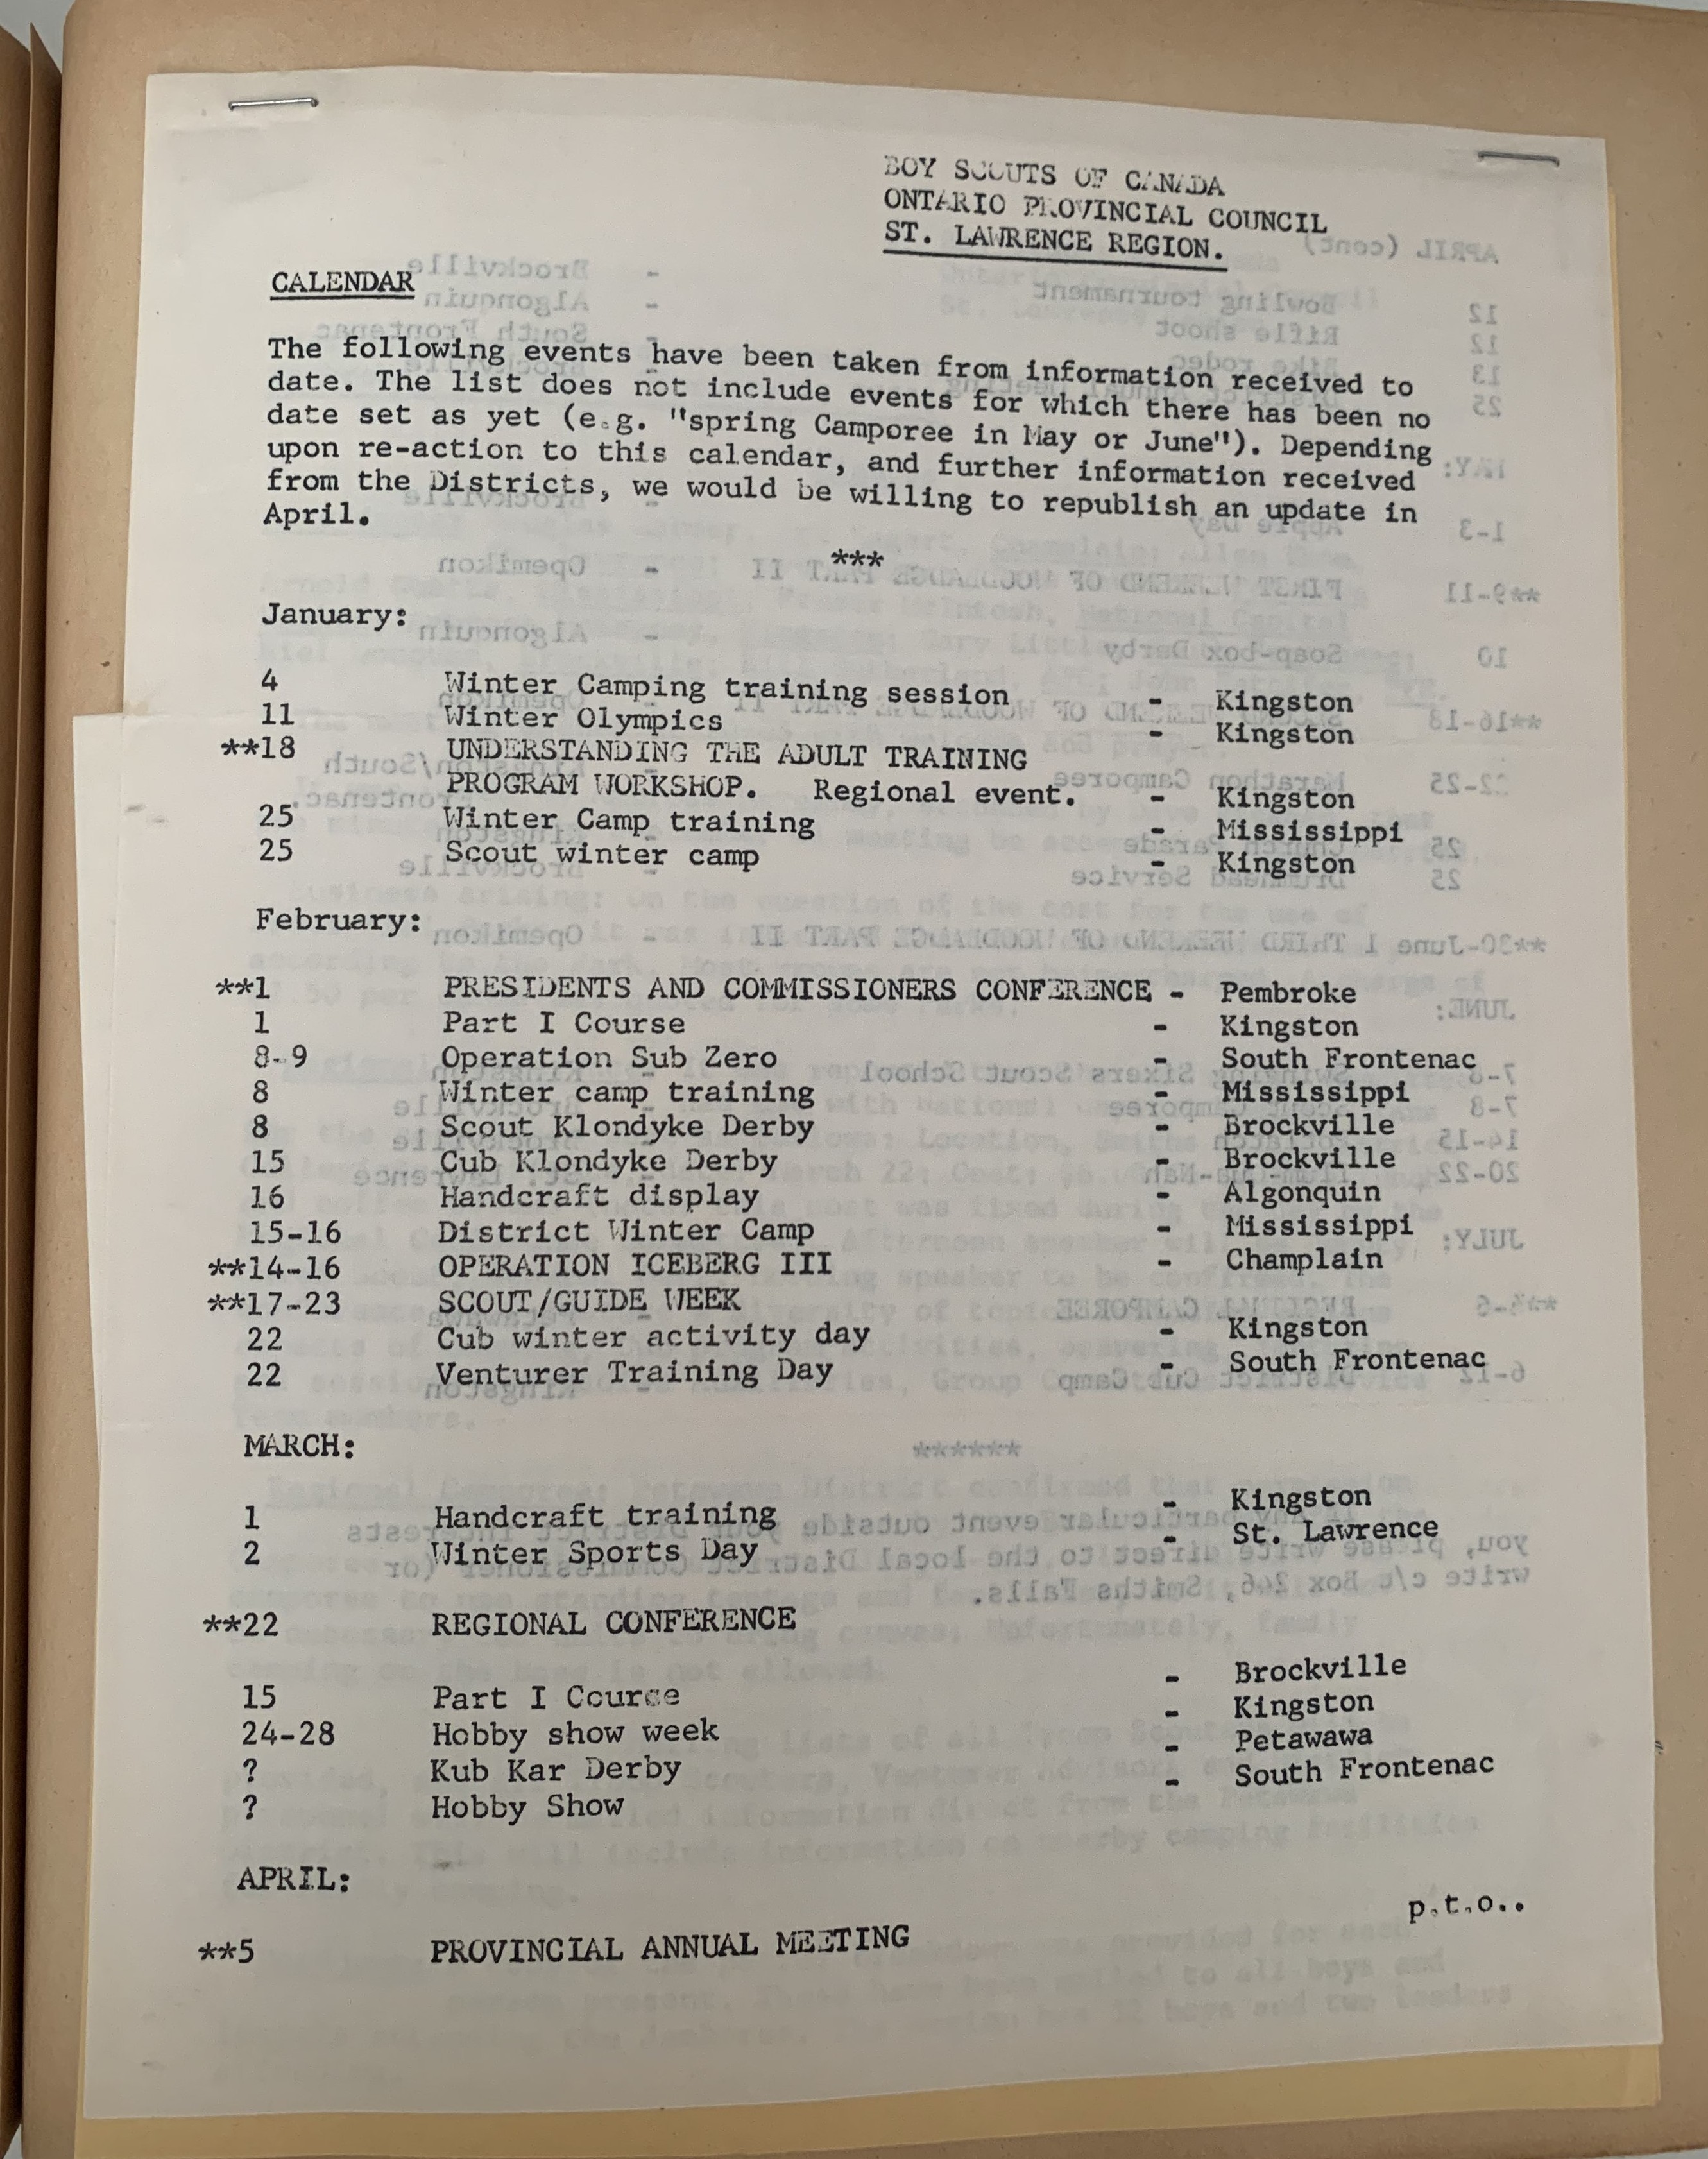 BOY SCOUTS OF CANADA
ONTARIO PROVINCIAL COUNCIL
ST. LAWRENCE REGION.
CALENDAR
The following events have been taken from information received to
date. The list does not include events for which there has been no
date set as yet (e.g. "spring Camporee in May or June"). Depending
upon re-action to this calendar, and further information received
from the Districts, we would be willing to republish an update in
April.
***
January:
4 Winter Camping training session - Kingston
11 Winter Olympics - Kingston
**18 UNDERSTANDING THE ADULT TRAINING
PROGRAM WORKSHOP. Regional event. - Kingston
25 Winter Camp training - Mississippi
25 Scout winter camp - Kingston
February:
**1 PRESIDENTS AND COMMISSIONERS CONFERENCE - Pembroke
1 Part I Course - Kingston
8-9 Operation Sub Zero - South Frontenac
8 Winter camp training - Mississippi
8 Scout Klondyke Derby - Brockville
15 Cub Klondyke Derby - Brockville
16 Handcraft display - Algonquin
15-16 District Winter Camp - Mississippi
**14-16 OPERATION ICEBERG III - Champlain
**17-23 SCOUT/GUIDE WEEK
22 Cub winter activity day - Kingston
22 Venturer Training Day - South Frontenac
MARCH:
1 Handcraft training - Kingston
2 Winter Sports Day - St. Lawrence
**22 REGIONAL CONFERENCE
15 Part I Course - Brockville
24-28 Hobby show week - Kingston
? Kub Kar Derby - Petawawa
? Hobby Show - South Frontenac
APRIL:
p.t.o..
**5 PROVINCIAL ANNUAL MEETING